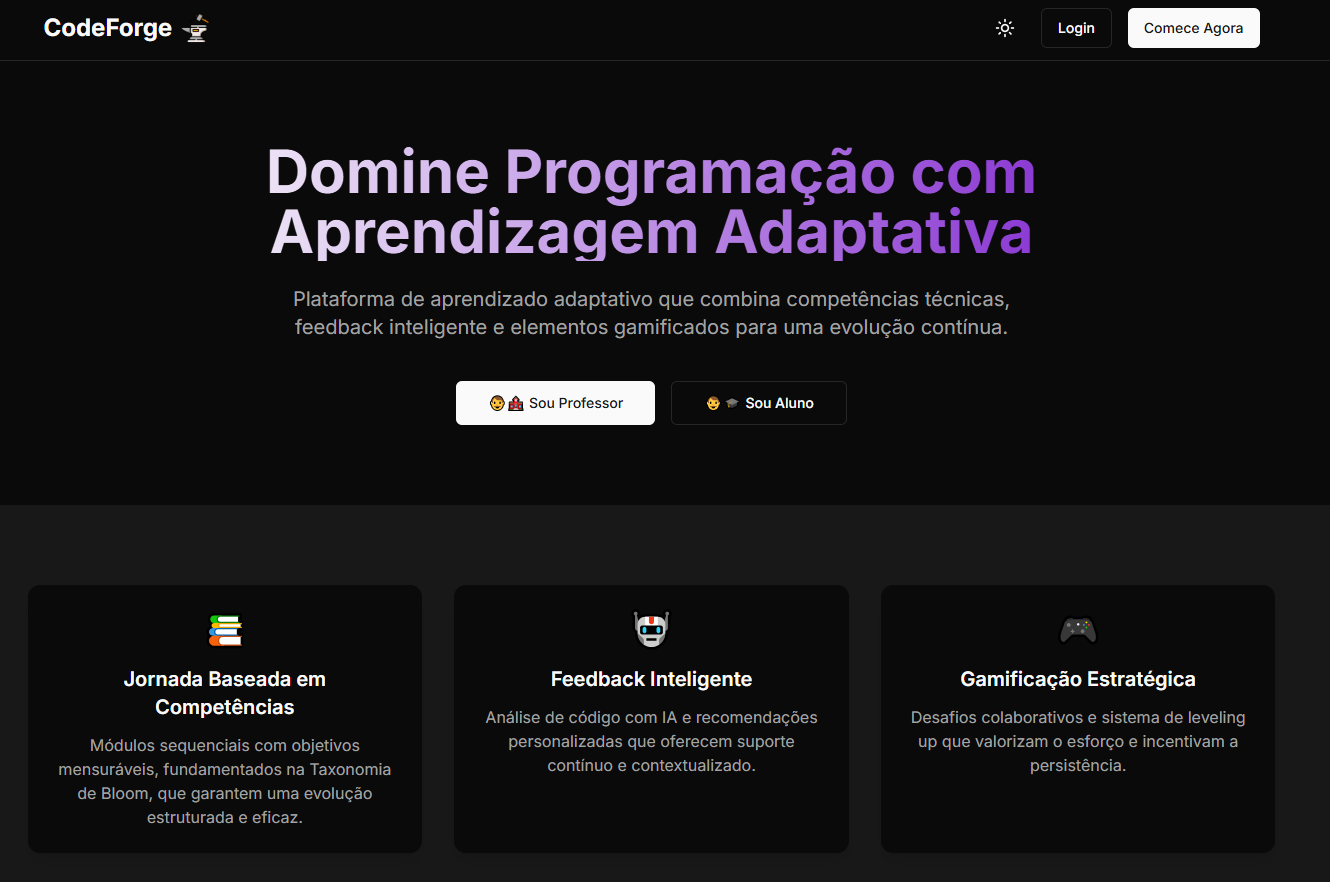 CodeForge
Login
Comece Agora
Domine Programação com
Aprendizagem Adaptativa
Plataforma de aprendizado adaptativo que combina competências técnicas,
feedback inteligente e elementos gamificados para uma evolução contínua.
Sou Professor
Sou Aluno
Jornada Baseada em
Competências
Módulos sequenciais com objetivos
mensuráveis, fundamentados na Taxonomia
de Bloom, que garantem uma evolução
estruturada e eficaz.
Feedback Inteligente
Análise de código com IA e recomendações
personalizadas que oferecem suporte
contínuo e contextualizado.
Gamificação Estratégica
Desafios colaborativos e sistema de leveling
up que valorizam o esforço e incentivam a
persistência.